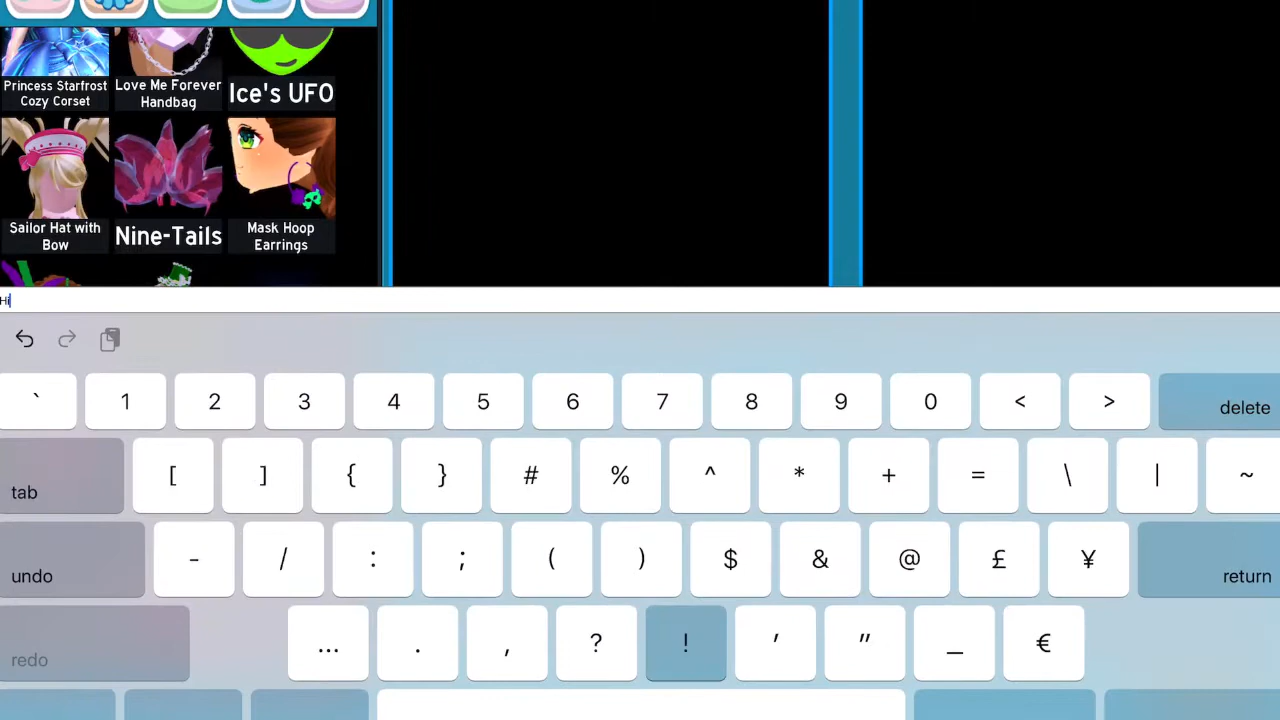 Princess Starfrost
Cozy Corset
Love Me Forever
Handbag
Ice's UFO
Sailor Hat with
Bow
Nine-Tails
Mask Hoop
Earrings
Hi
` 1 2 3 4 5 6 7 8 9 0 < > delete
tab [ ] { } # % ^ * + = \ | ~
undo - / : ; ( ) $ & @ £ ¥ return
redo ... . , ? ! ' " _ €